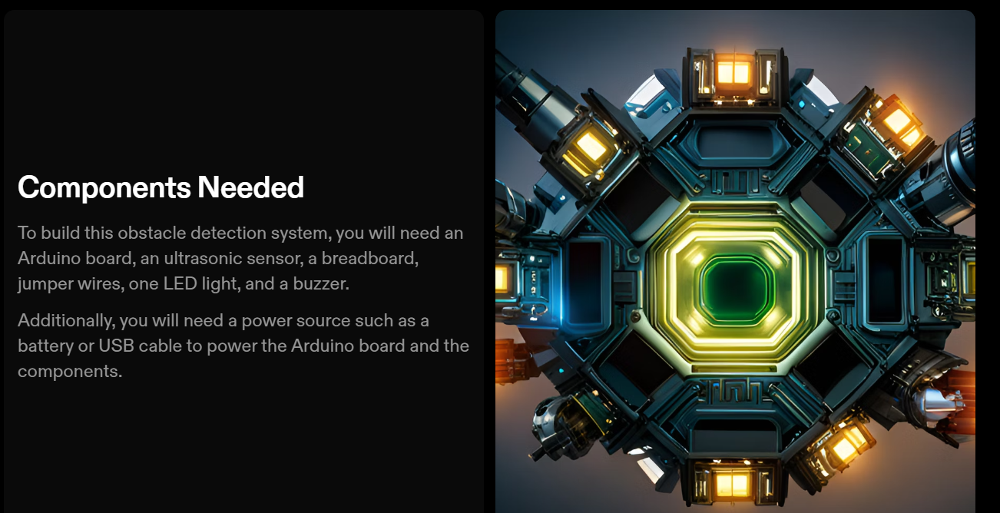 Components Needed
To build this obstacle detection system, you will need an
Arduino board, an ultrasonic sensor, a breadboard,
jumper wires, one LED light, and a buzzer.
Additionally, you will need a power source such as a
battery or USB cable to power the Arduino board and the
components.